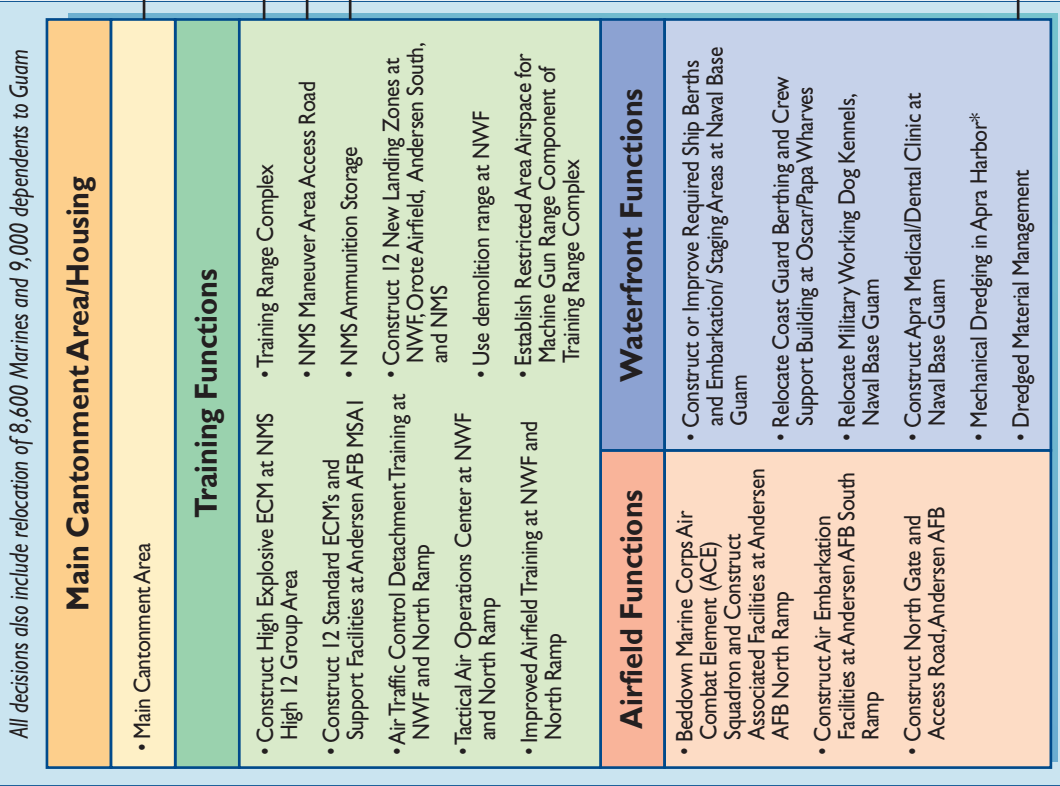 All decisions also include relocation of 8,600 Marines and 9,000 dependents to Guam
Main Cantonment Area/Housing
• Main Cantonment Area
Training Functions
• Construct High Explosive ECM at NMS
High 12 Group Area
• Construct 12 Standard ECM's and
Support Facilities at Andersen AFB MSA1
• Air Traffic Control Detachment Training at
NWF and North Ramp
• Tactical Air Operations Center at NWF
and North Ramp
• Improved Airfield Training at NWF and
North Ramp
• Training Range Complex
• NMS Maneuver Area Access Road
• NMS Ammunition Storage
• Construct 12 New Landing Zones at
NWF, Orote Airfield, Andersen South,
and NMS
• Use demolition range at NWF
• Establish Restricted Area Airspace for
Machine Gun Range Component of
Training Range Complex
Airfield Functions
• Beddown Marine Corps Air
Combat Element (ACE)
Squadron and Construct
Associated Facilities at Andersen
AFB North Ramp
• Construct Air Embarkation
Facilities at Andersen AFB South
Ramp
• Construct North Gate and
Access Road, Andersen AFB
Waterfront Functions
• Construct or Improve Required Ship Berths
and Embarkation/ Staging Areas at Naval Base
Guam
• Relocate Coast Guard Berthing and Crew
Support Building at Oscar/Papa Wharves
• Relocate Military Working Dog Kennels,
Naval Base Guam
• Construct Apra Medical/Dental Clinic at
Naval Base Guam
• Mechanical Dredging in Apra Harbor*
• Dredged Material Management